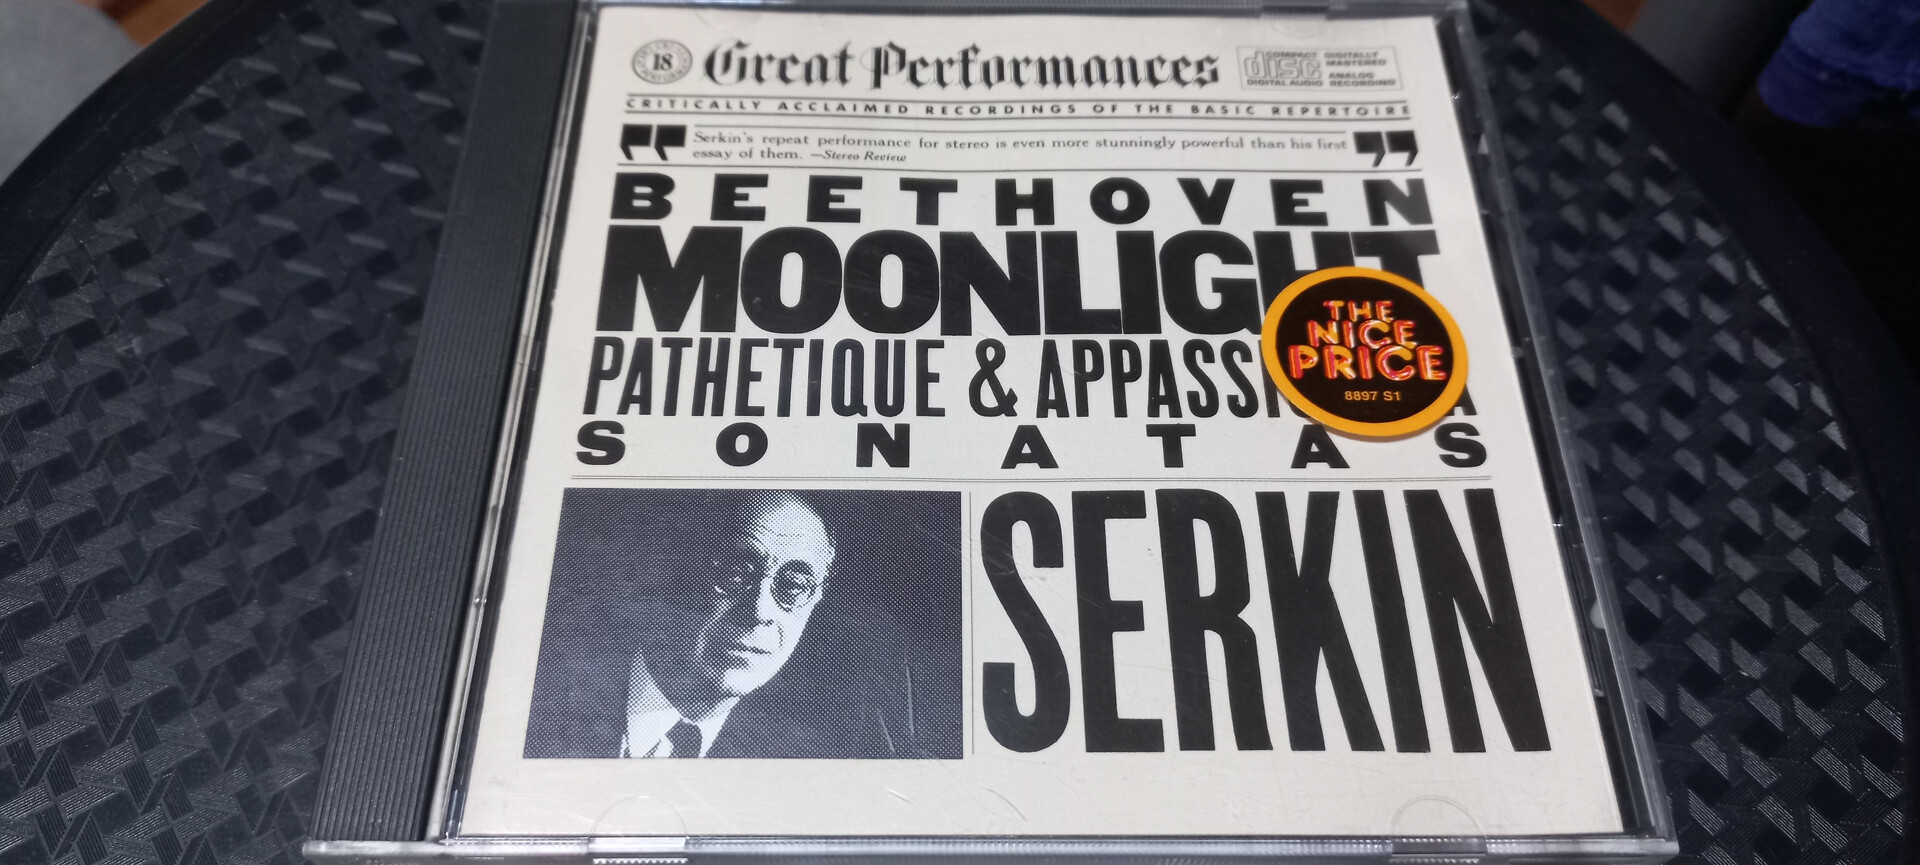 18 Great Performances
COMPACT disc DIGITAL AUDIO
DIGITALLY MASTERED
ANALOG RECORDING
CRITICALLY ACCLAIMED RECORDINGS OF THE BASIC REPERTOIRE
“ Serkin's repeat performance for stereo is even more stunningly powerful than his first ”
essay of them. —Stereo Review
BEETHOVEN
MOONLIGHT
PATHETIQUE & APPASSI A
SONATAS
THE
NICE
PRICE
8897 S1
SERKIN